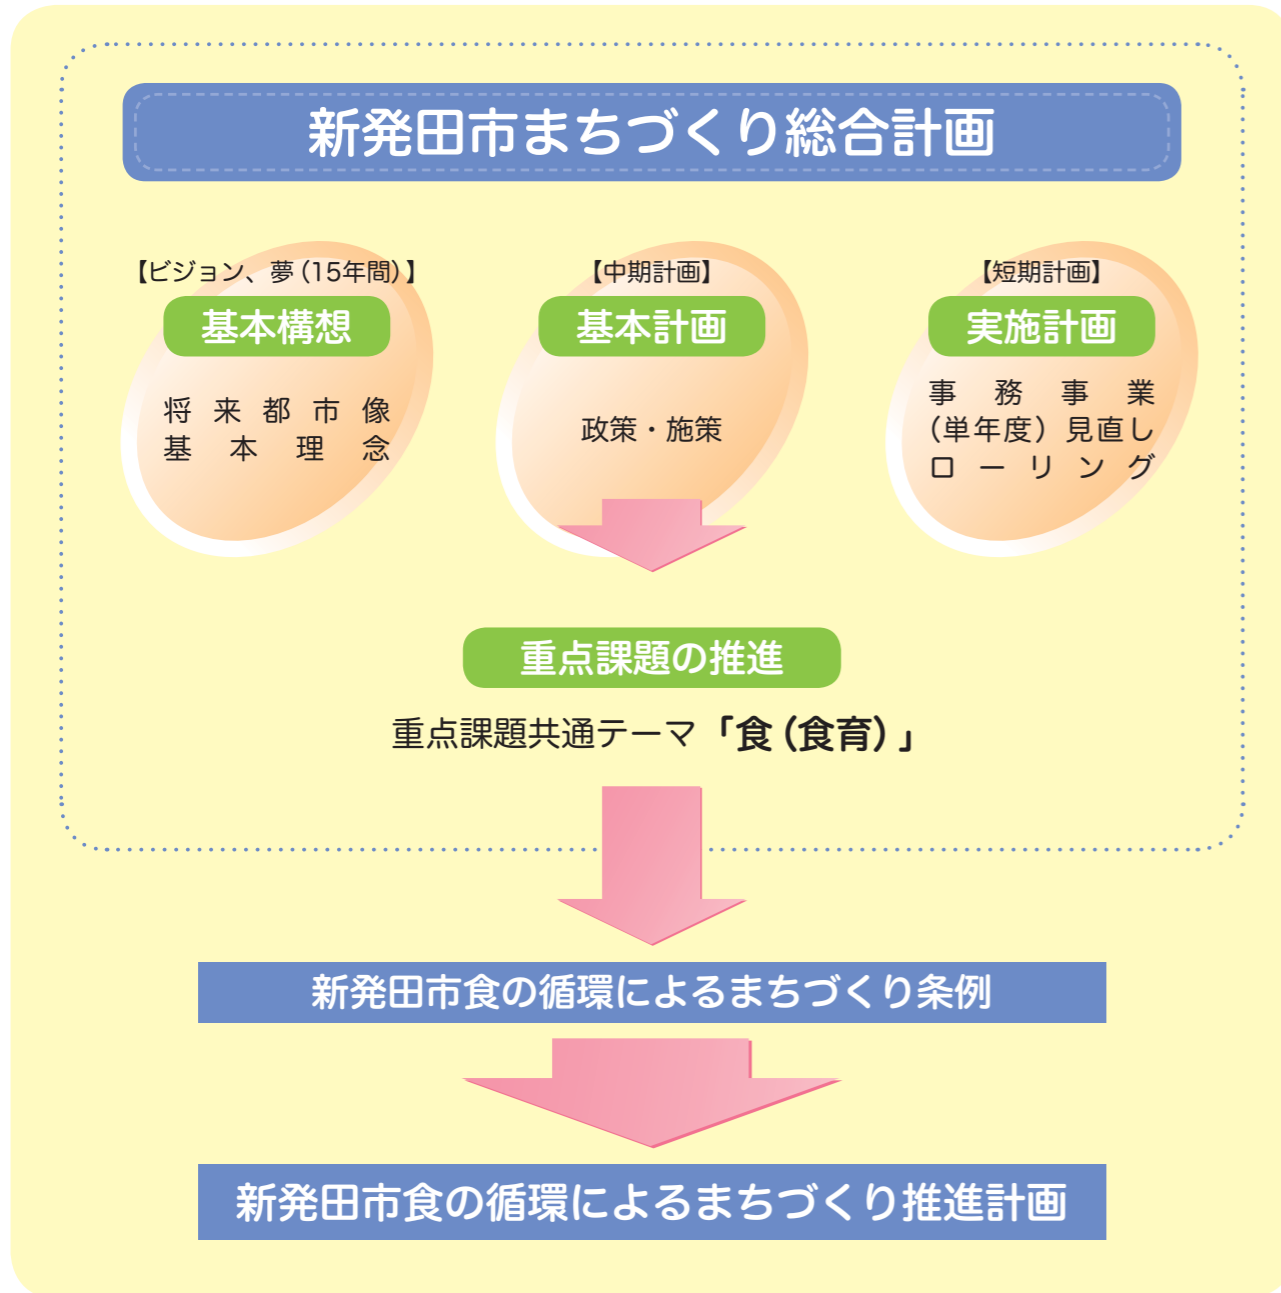 新発田市まちづくり総合計画
【ビジョン、夢(15年間)】
基本構想
将来都市像
基本理念
【中期計画】
基本計画
政策・施策
【短期計画】
実施計画
事務事業
(単年度)見直し
ローリング
重点課題の推進
重点課題共通テーマ「食(食育)」
新発田市食の循環によるまちづくり条例
新発田市食の循環によるまちづくり推進計画